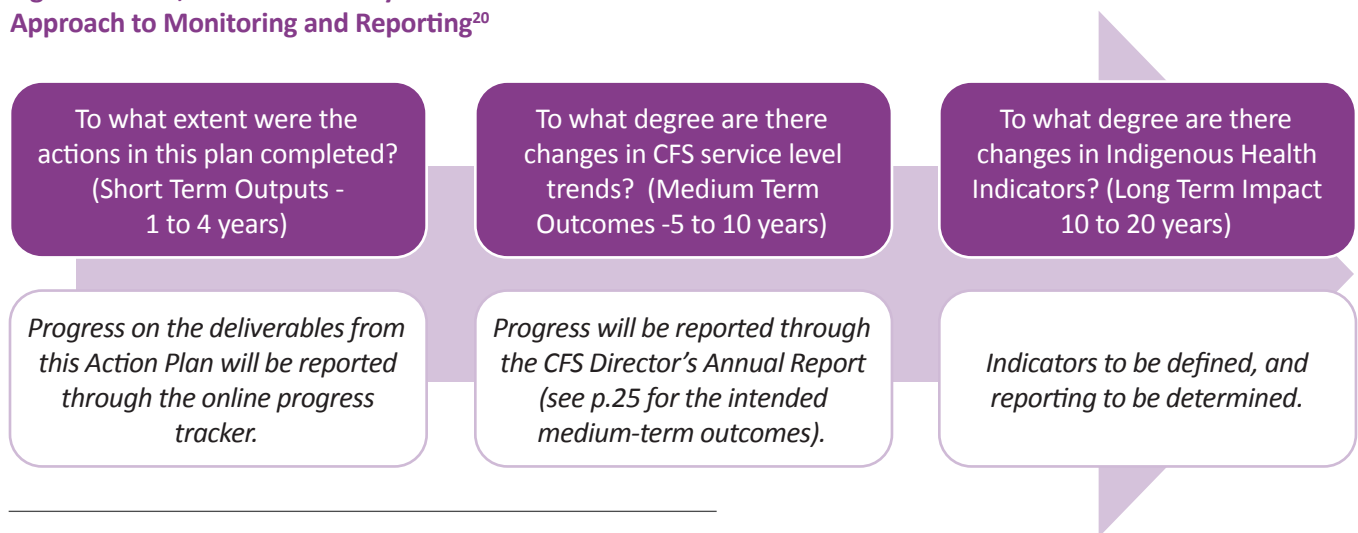 Approach to Monitoring and Reporting20
To what extent were the
actions in this plan completed?
(Short Term Outputs -
1 to 4 years)
To what degree are there
changes in CFS service level
trends?  (Medium Term
Outcomes -5 to 10 years)
To what degree are there
changes in Indigenous Health
Indicators? (Long Term Impact
10 to 20 years)
Progress on the deliverables from
this Action Plan will be reported
through the online progress
tracker.
Progress will be reported through
the CFS Director’s Annual Report
(see p.25 for the intended
medium-term outcomes).
Indicators to be defined, and
reporting to be determined.